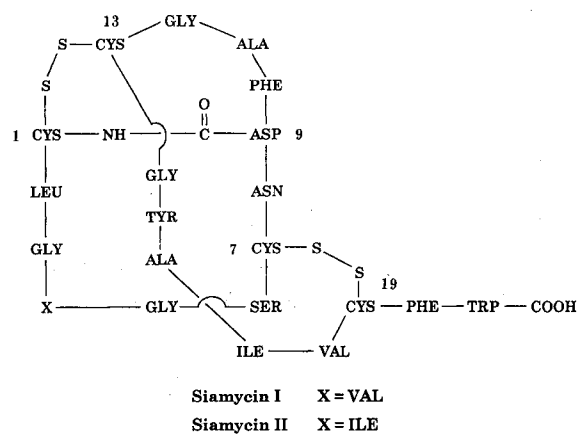 13
S CYS GLY ALA
S PHE
O
1 CYS NH C ASP 9
GLY
LEU ASN
TYR
GLY 7 CYS S
ALA S
19
X GLY SER CYS PHE TRP COOH
ILE VAL
Siamycin I X = VAL
Siamycin II X = ILE